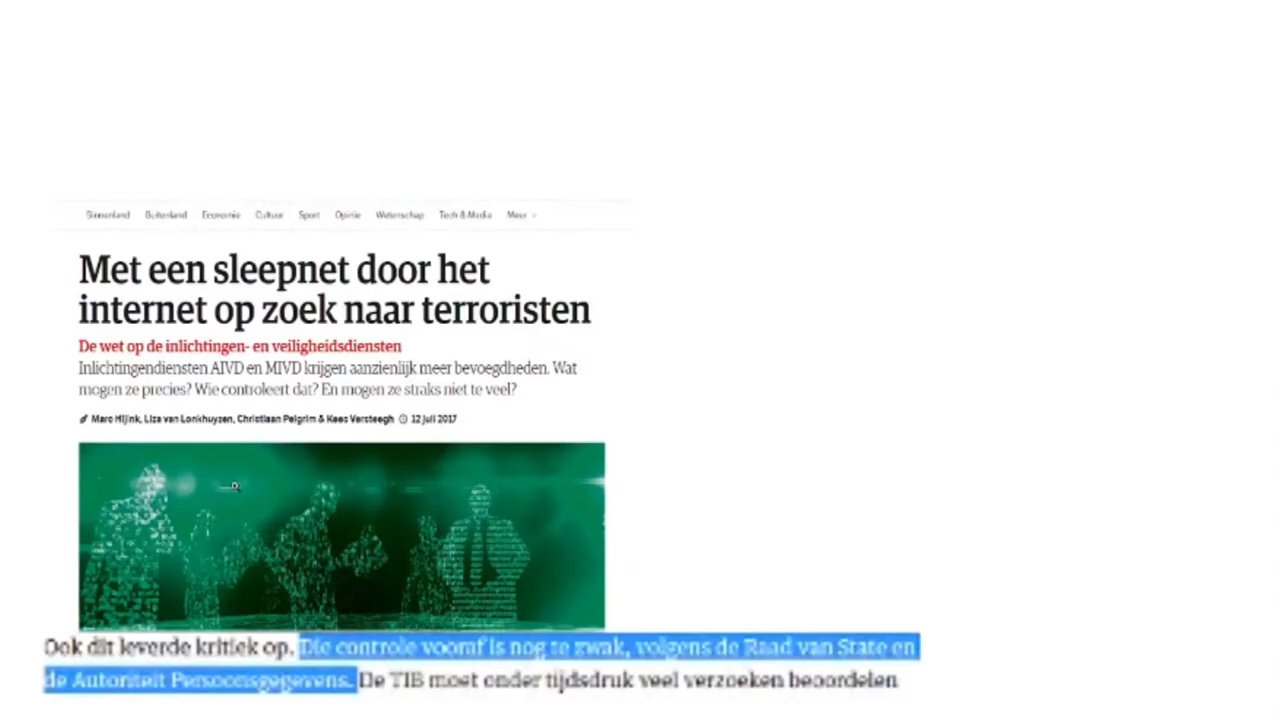 Binnenland Buitenland Economie Cultuur Sport Opinie Wetenschap Tech & Media Meer
Met een sleepnet door het
internet op zoek naar terroristen
De wet op de inlichtingen- en veiligheidsdiensten
Inlichtingendiensten AIVD en MIVD krijgen aanzienlijk meer bevoegdheden. Wat
mogen ze precies? Wie controleert dat? En mogen ze straks niet te veel?
Marc Hijink, Liza van Lonkhuyzen, Christiaan Pelgrim & Kees Versteegh 12 juli 2017
Ook dit leverde kritiek op. Die controle vooraf is nog te zwak, volgens de Raad van State en
de Autoriteit Persoonsgegevens. De TIB moet onder tijdsdruk veel verzoeken beoordelen